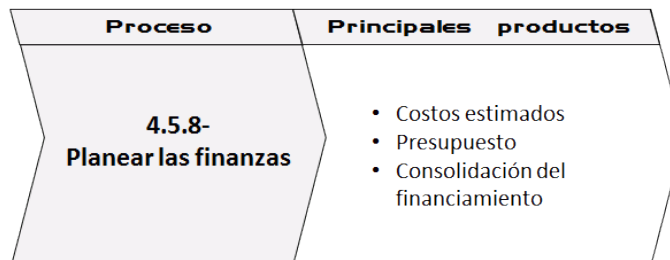 Proceso
Principales productos
4.5.8-
Planear las finanzas
• Costos estimados
• Presupuesto
• Consolidación del
financiamiento